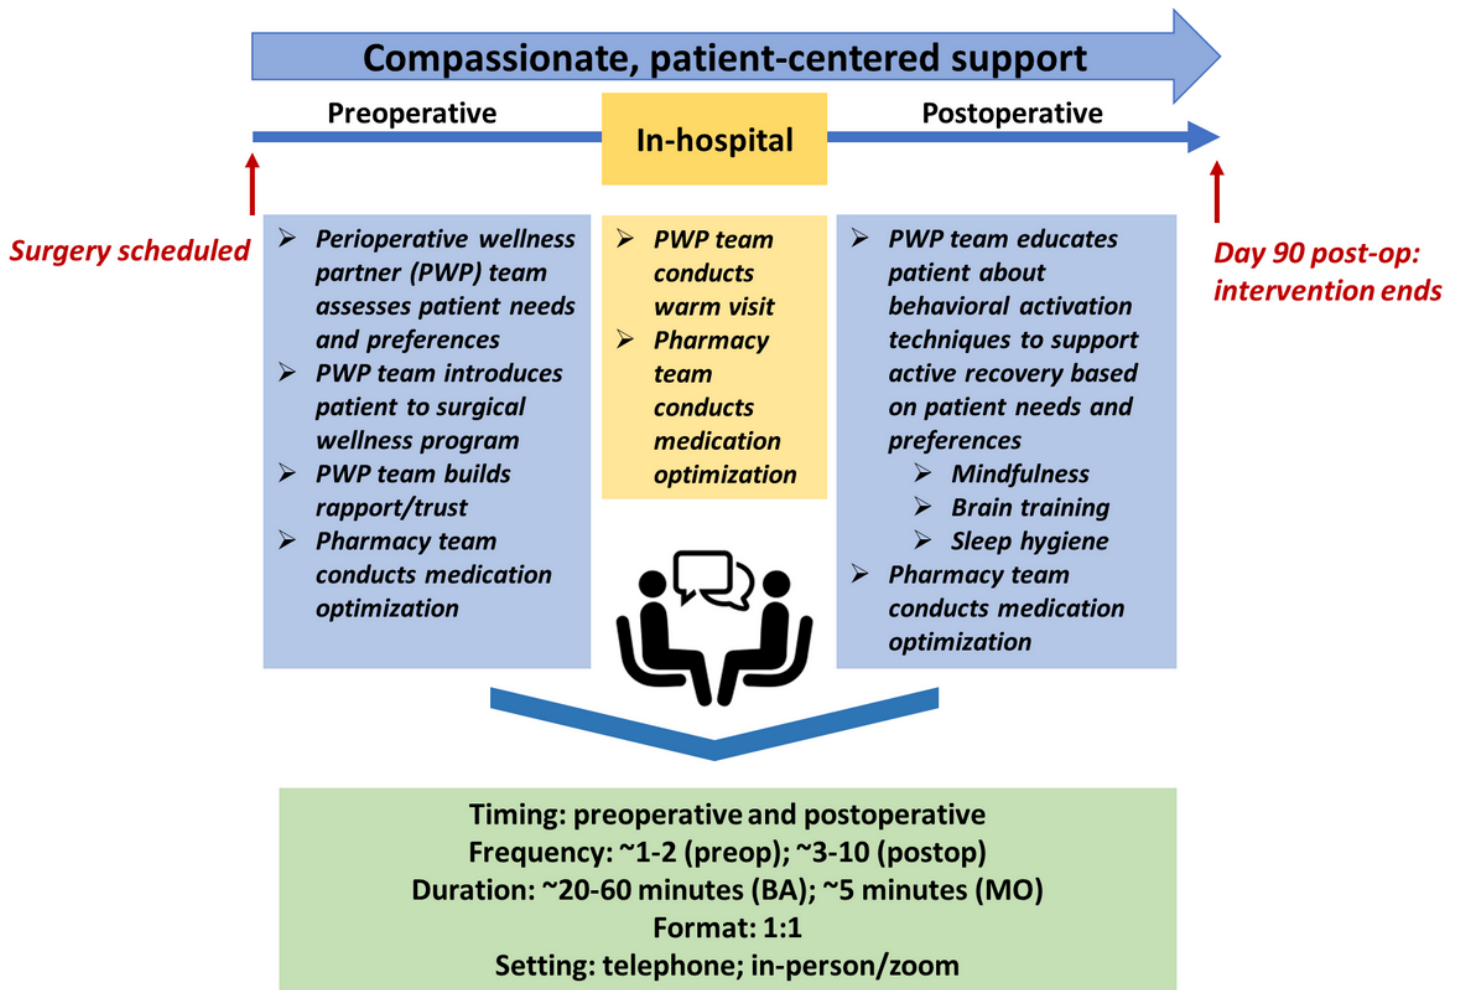 Compassionate, patient-centered support
Preoperative
In-hospital
Postoperative
Surgery scheduled
Day 90 post-op:
intervention ends
➢ Perioperative wellness
partner (PWP) team
assesses patient needs
and preferences
➢ PWP team introduces
patient to surgical
wellness program
➢ PWP team builds
rapport/trust
➢ Pharmacy team
conducts medication
optimization
➢ PWP team
conducts
warm visit
➢ Pharmacy
team
conducts
medication
optimization
➢ PWP team educates
patient about
behavioral activation
techniques to support
active recovery based
on patient needs and
preferences
➢ Mindfulness
➢ Brain training
➢ Sleep hygiene
➢ Pharmacy team
conducts medication
optimization
Timing: preoperative and postoperative
Frequency: ~1-2 (preop); ~3-10 (postop)
Duration: ~20-60 minutes (BA); ~5 minutes (MO)
Format: 1:1
Setting: telephone; in-person/zoom